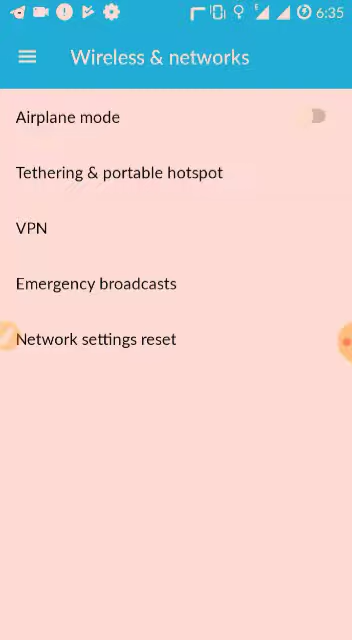 6:35
Wireless & networks
Airplane mode
Tethering & portable hotspot
VPN
Emergency broadcasts
Network settings reset